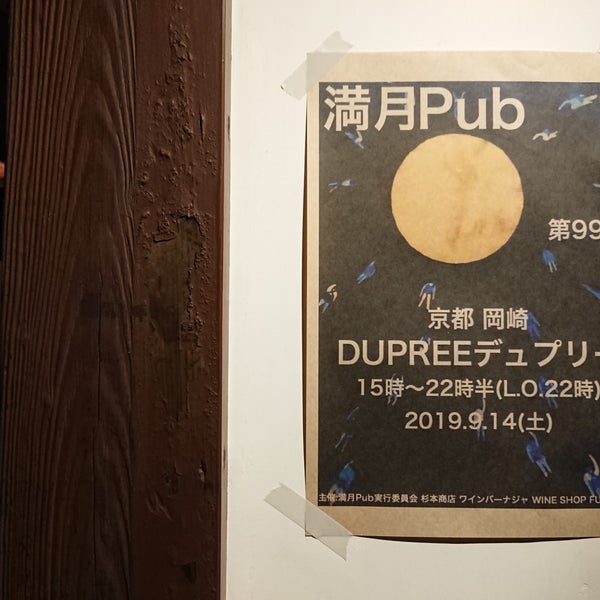 満月Pub
第99
京都 岡崎
DUPREEデュプリー
15時〜22時半(L.O.22時)
2019.9.14(土)
主催:満月Pub実行委員会 杉本商店 ワインバーナジャ WINE SHOP FU